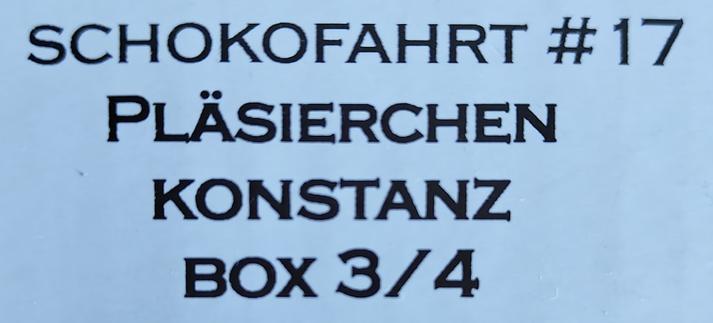 SCHOKOFAHRT #17
PLÄSIERCHEN
KONSTANZ
BOX 3/4